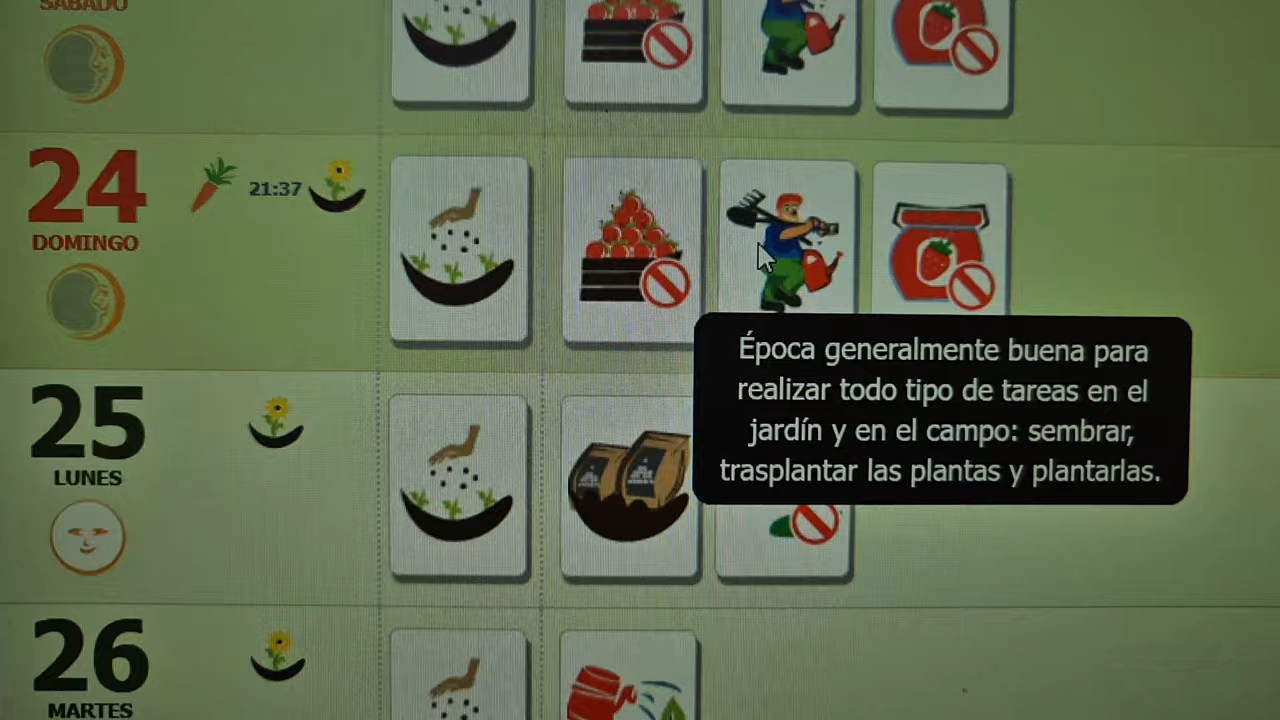 SÁBADO
24
21:37
DOMINGO
Época generalmente buena para
realizar todo tipo de tareas en el
jardín y en el campo: sembrar,
trasplantar las plantas y plantarlas.
25
LUNES
26
MARTES